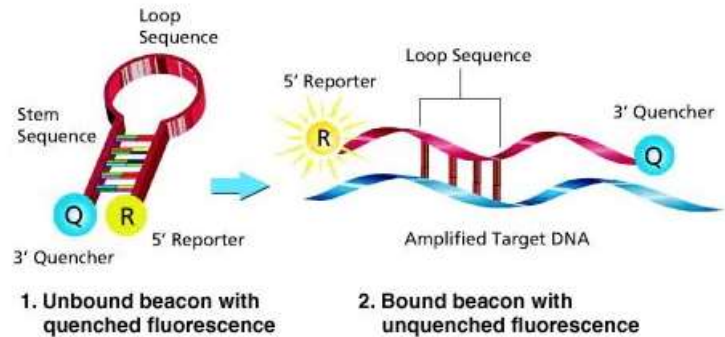 Loop
Sequence
Stem
Sequence
Q
R
3' Quencher
5' Reporter
1. Unbound beacon with
quenched fluorescence
Loop Sequence
5' Reporter
R
3' Quencher
Q
Amplified Target DNA
2. Bound beacon with
unquenched fluorescence